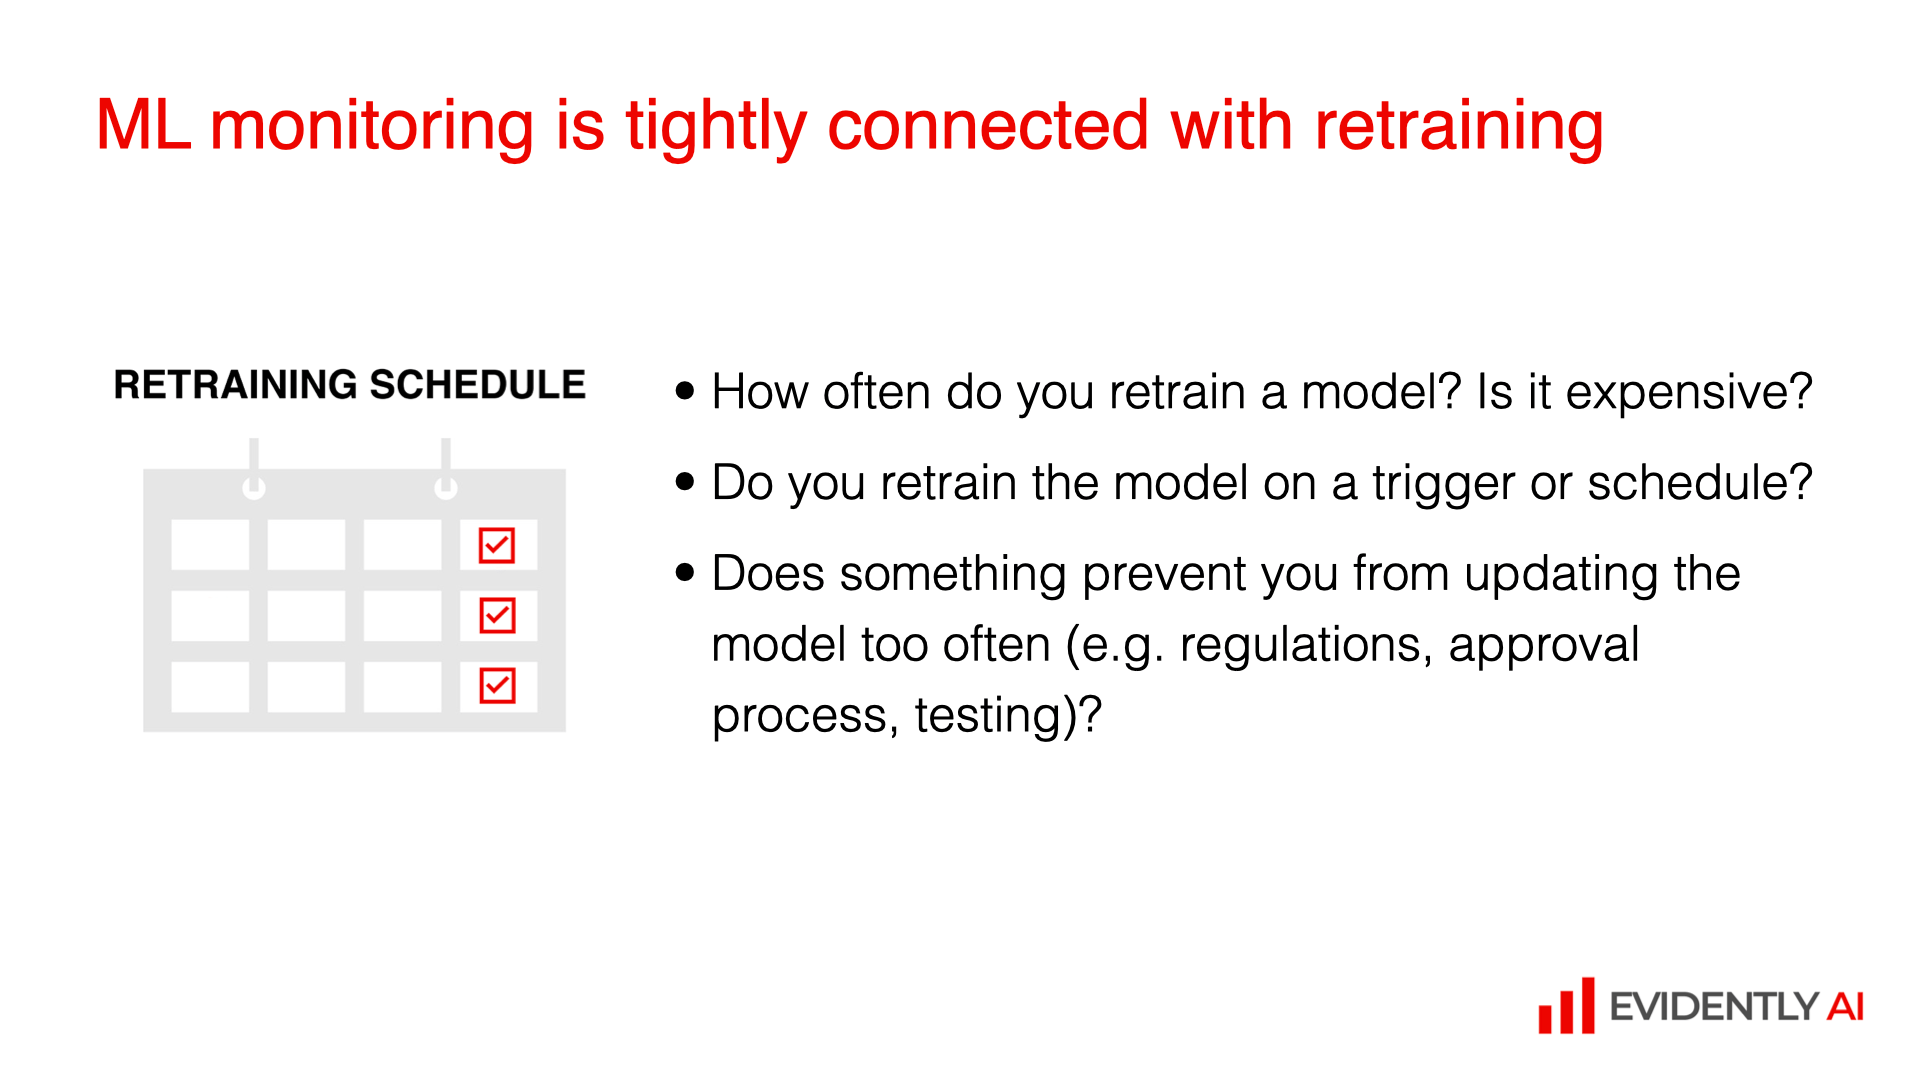 ML monitoring is tightly connected with retraining
RETRAINING SCHEDULE
• How often do you retrain a model? Is it expensive?
• Do you retrain the model on a trigger or schedule?
• Does something prevent you from updating the
model too often (e.g. regulations, approval
process, testing)?
EVIDENTLY AI